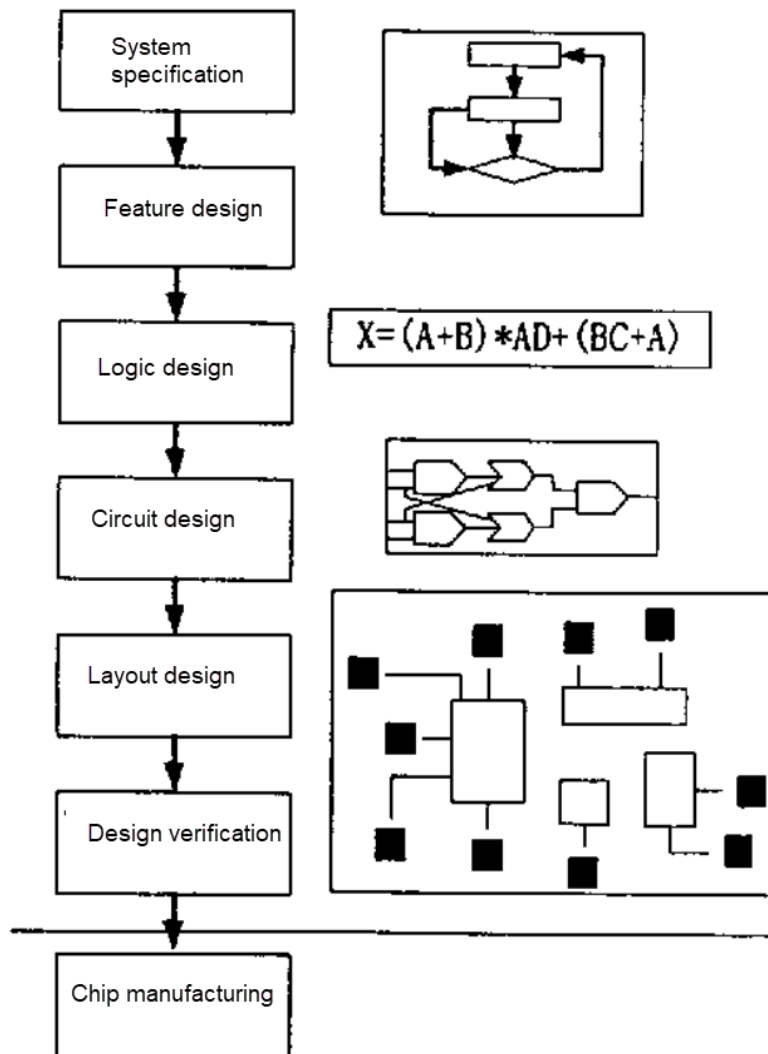 System
specification
Feature design
Logic design
X=(A+B)*AD+(BC+A)
Circuit design
Layout design
Design verification
Chip manufacturing